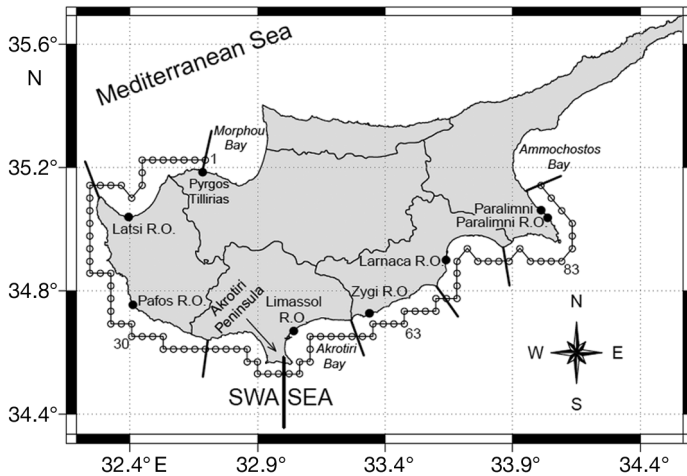 35.6
N
35.2
34.8
34.4
Mediterranean Sea
Morphou
Bay
1
Pyrgos
Tillirias
Ammochostos
Bay
Latsi R.O.
Paralimni
Paralimni R.O.
Larnaca R.O
83
Pafos R.O.
Akrotiri
Peninsula
Limassol
R.O.
Zygi R.O.
30
63
Akrotiri
Bay
SWA SEA
N
W E
S
32.4° E 32.9° 33.4° 33.9° 34.4°